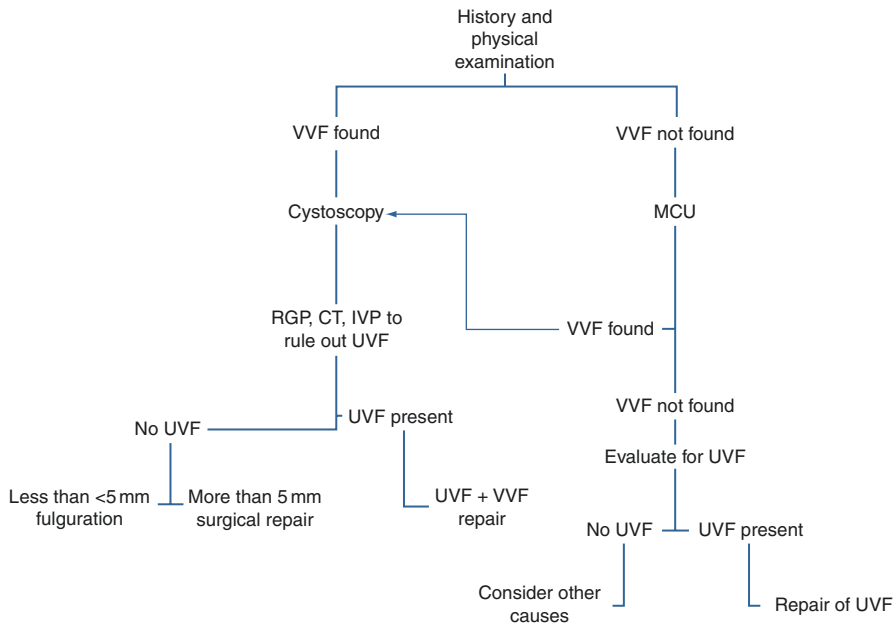 History and
physical
examination
VVF found
VVF not found
Cystoscopy
MCU
RGP, CT, IVP to
rule out UVF
VVF found
VVF not found
No UVF
UVF present
Evaluate for UVF
Less than <5 mm
fulguration
More than 5 mm
surgical repair
UVF + VVF
repair
No UVF
UVF present
Consider other
causes
Repair of UVF